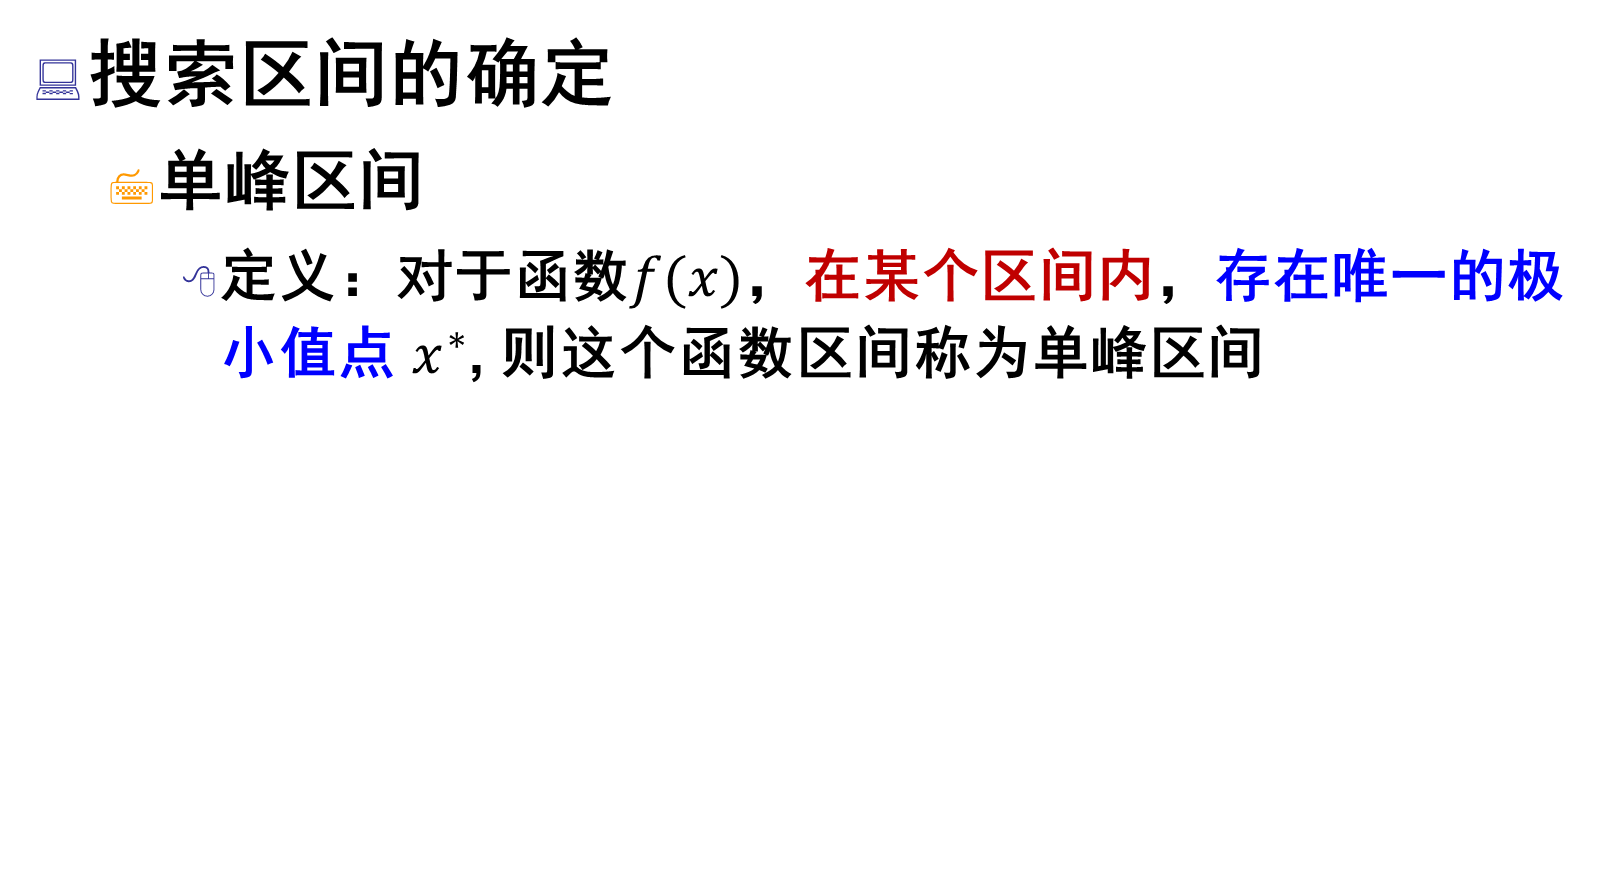 搜索区间的确定
单峰区间
定义：对于函数f(x)，在某个区间内，存在唯一的极
小值点 x*, 则这个函数区间称为单峰区间